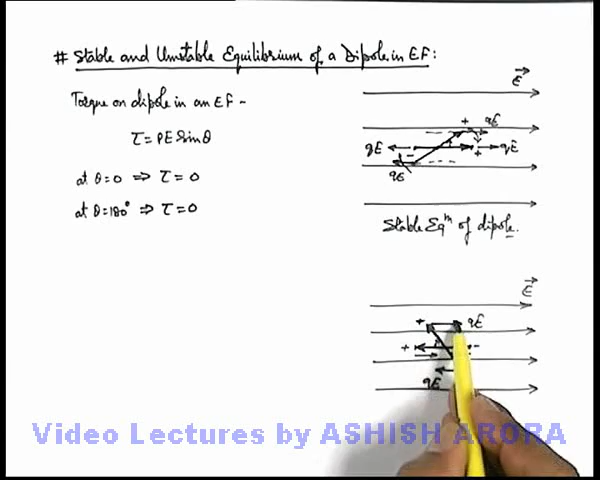 # Stable and Unstable Equilibrium of a Dipole in EF:
Torque on dipole in an EF -
τ = PE Sinθ
at θ = 0 ⇒ τ = 0
at θ = 180° ⇒ τ = 0
E
+ qE
qE - + qE
qE
Stable Eqᵐ of dipole.
E
+ qE
+ -
qE
Video Lectures by ASHISH ARORA